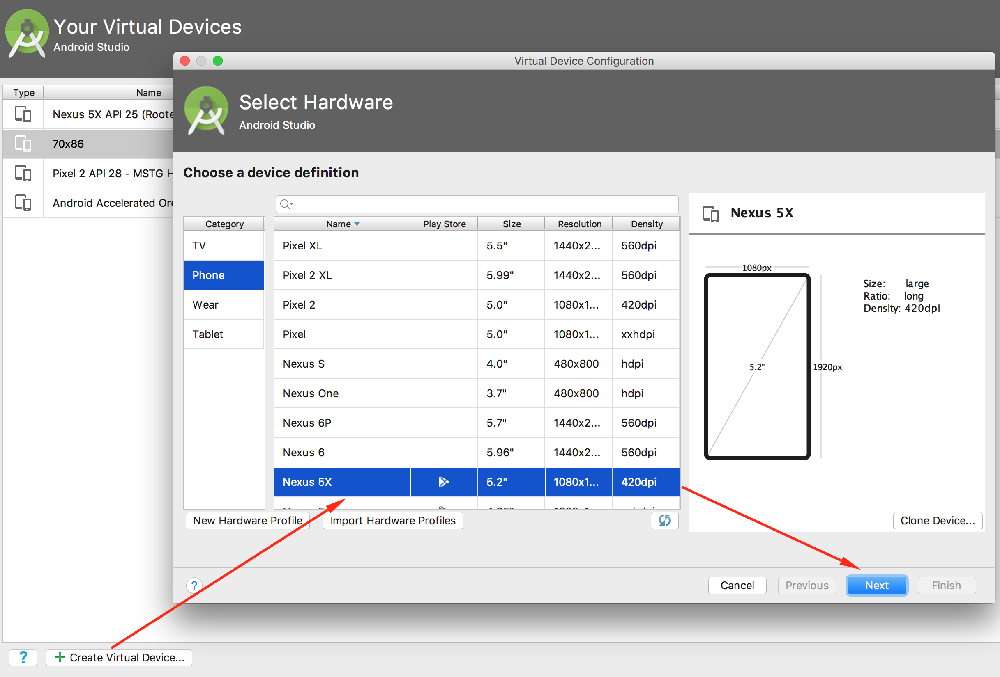 Your Virtual Devices
Android Studio
Type Name
Nexus 5X API 25 (Roote
70x86
Pixel 2 API 28 - MSTG H
Android Accelerated Ore
Virtual Device Configuration
Select Hardware
Android Studio
Choose a device definition
Category
TV
Phone
Wear
Tablet
Name Play Store Size Resolution Density
Pixel XL 5.5" 1440x2... 560dpi
Pixel 2 XL 5.99" 1440x2... 560dpi
Pixel 2 5.0" 1080x1... 420dpi
Pixel 5.0" 1080x1... xxhdpi
Nexus S 4.0" 480x800 hdpi
Nexus One 3.7" 480x800 hdpi
Nexus 6P 5.7" 1440x2... 560dpi
Nexus 6 5.96" 1440x2... 560dpi
Nexus 5X 5.2" 1080x1... 420dpi
New Hardware Profile Import Hardware Profiles
Nexus 5X
1080px
5.2"
1920px
Size: large
Ratio: long
Density: 420dpi
Clone Device...
? Cancel Previous Next Finish
? + Create Virtual Device...